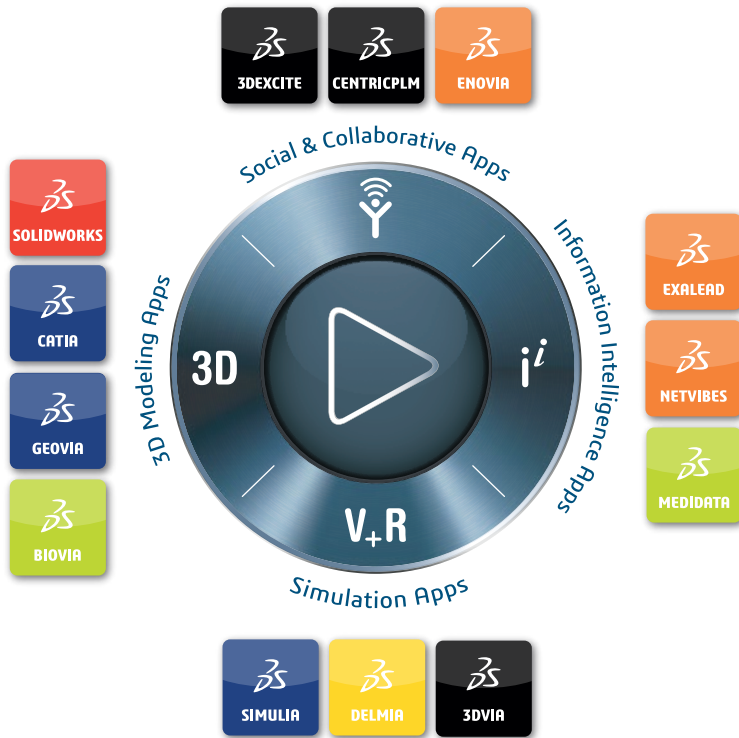 3DEXCITE
CENTRICPLM
ENOVIA
Social & Collaborative Apps
SOLIDWORKS
CATIA
GEOVIA
BIOVIA
3D Modeling Apps
3D
i i
V+R
Information Intelligence Apps
EXALEAD
NETVIBES
MEDIDATA
Simulation Apps
SIMULIA
DELMIA
3DVIA